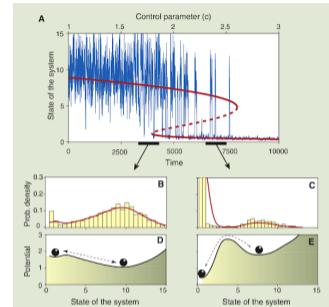 Control parameter (c)
1 1.5 2 2.5 3
A
15
10
5
0
State of the system
0 2500 5000 7500 10000
Time
B
C
0.3
0.2
0.1
0
Prob. density
D
E
3
2
1
0
Potential
0 5 10 15 0 5 10 15
State of the system State of the system